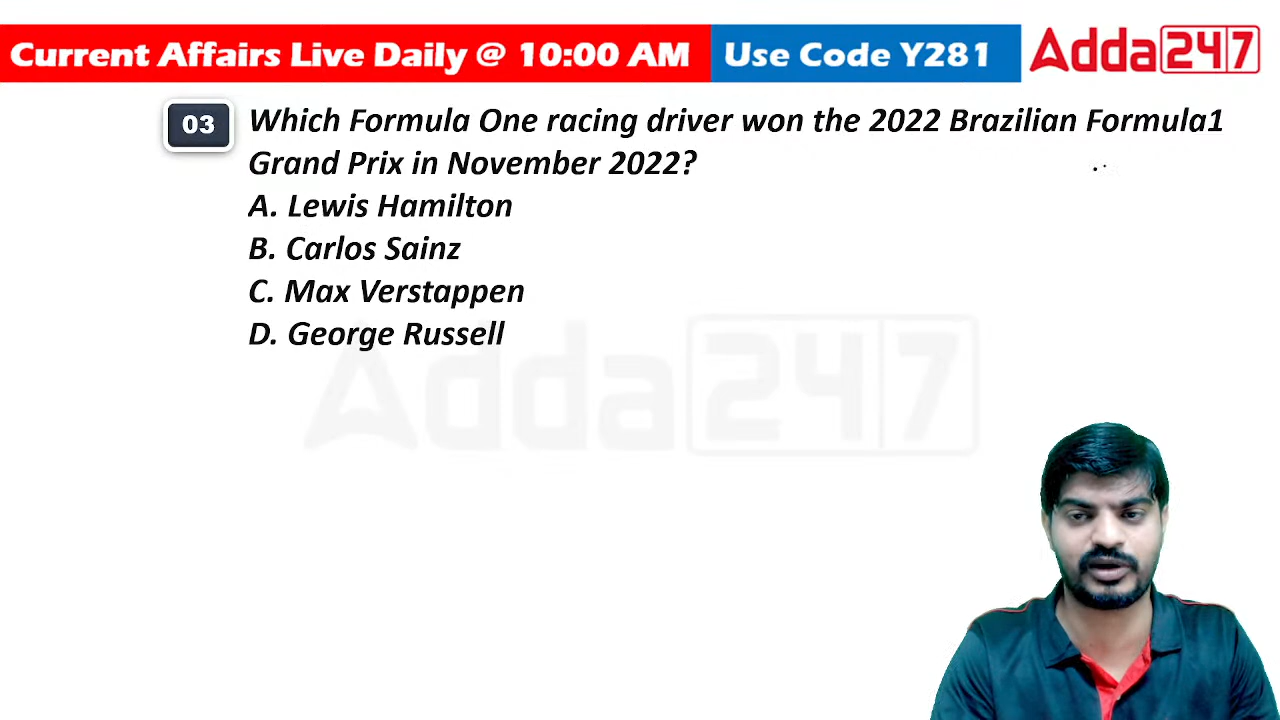 Current Affairs Live Daily @ 10:00 AM Use Code Y281 Adda247
03 Which Formula One racing driver won the 2022 Brazilian Formula1
Grand Prix in November 2022?
A. Lewis Hamilton
B. Carlos Sainz
C. Max Verstappen
D. George Russell
Adda247